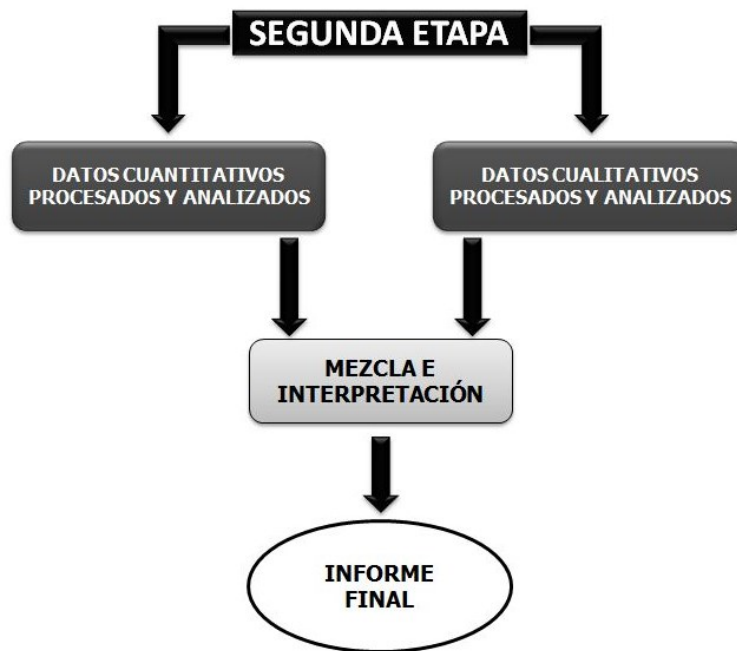 SEGUNDA ETAPA
DATOS CUANTITATIVOS
PROCESADOS Y ANALIZADOS
DATOS CUALITATIVOS
PROCESADOS Y ANALIZADOS
MEZCLA E
INTERPRETACIÓN
INFORME
FINAL